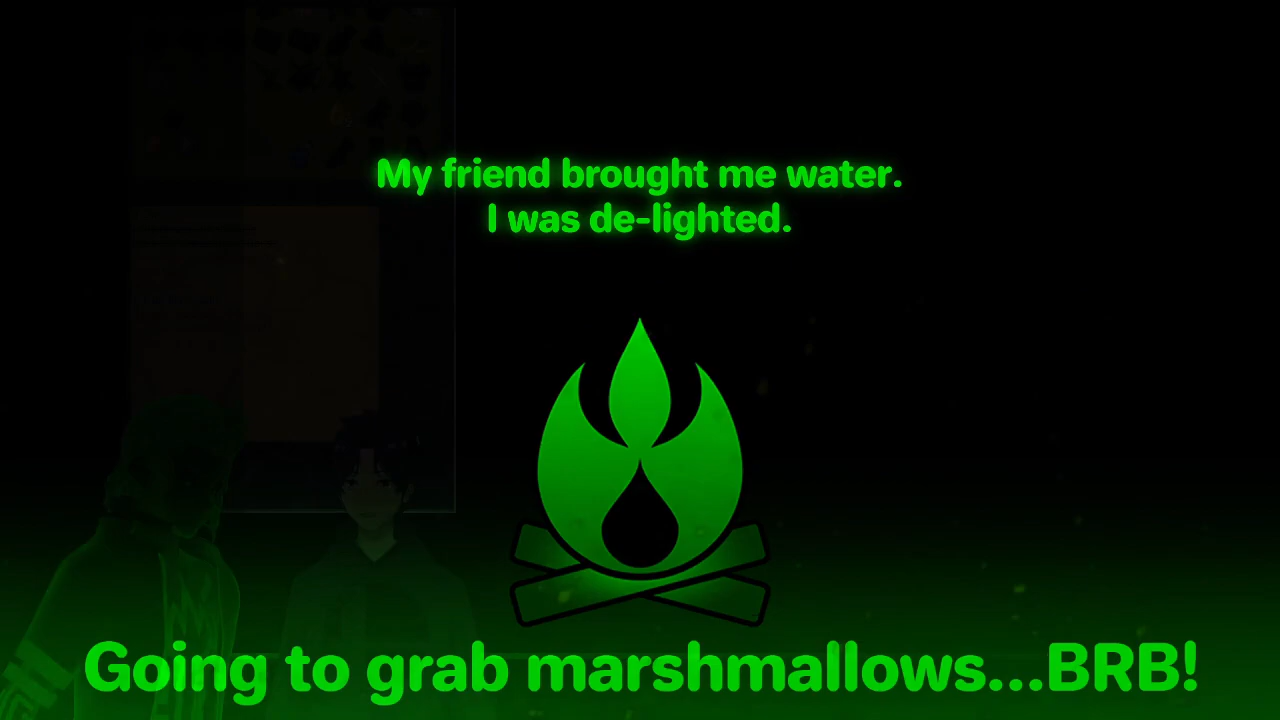 My friend brought me water.
I was de-lighted.
Going to grab marshmallows...BRB!